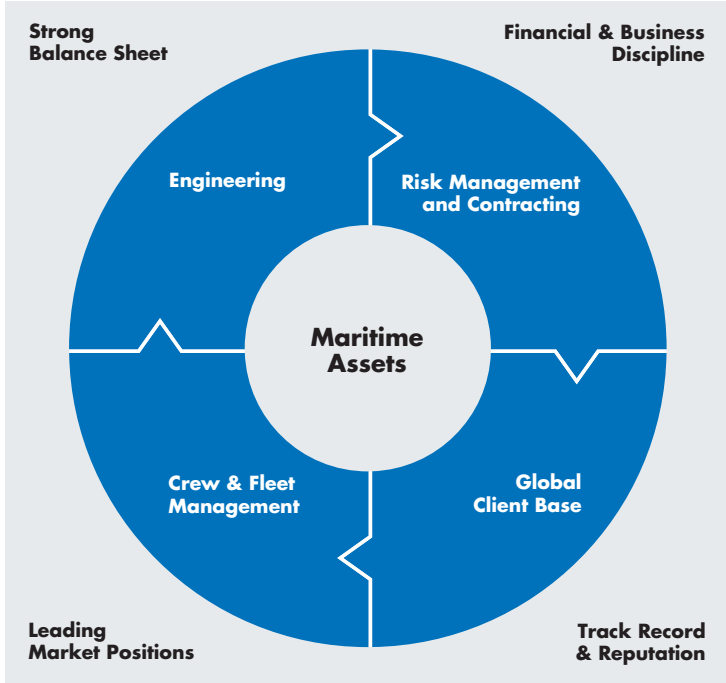 Strong
Balance Sheet
Financial & Business
Discipline
Engineering
Risk Management
and Contracting
Maritime
Assets
Crew & Fleet
Management
Global
Client Base
Leading
Market Positions
Track Record
& Reputation